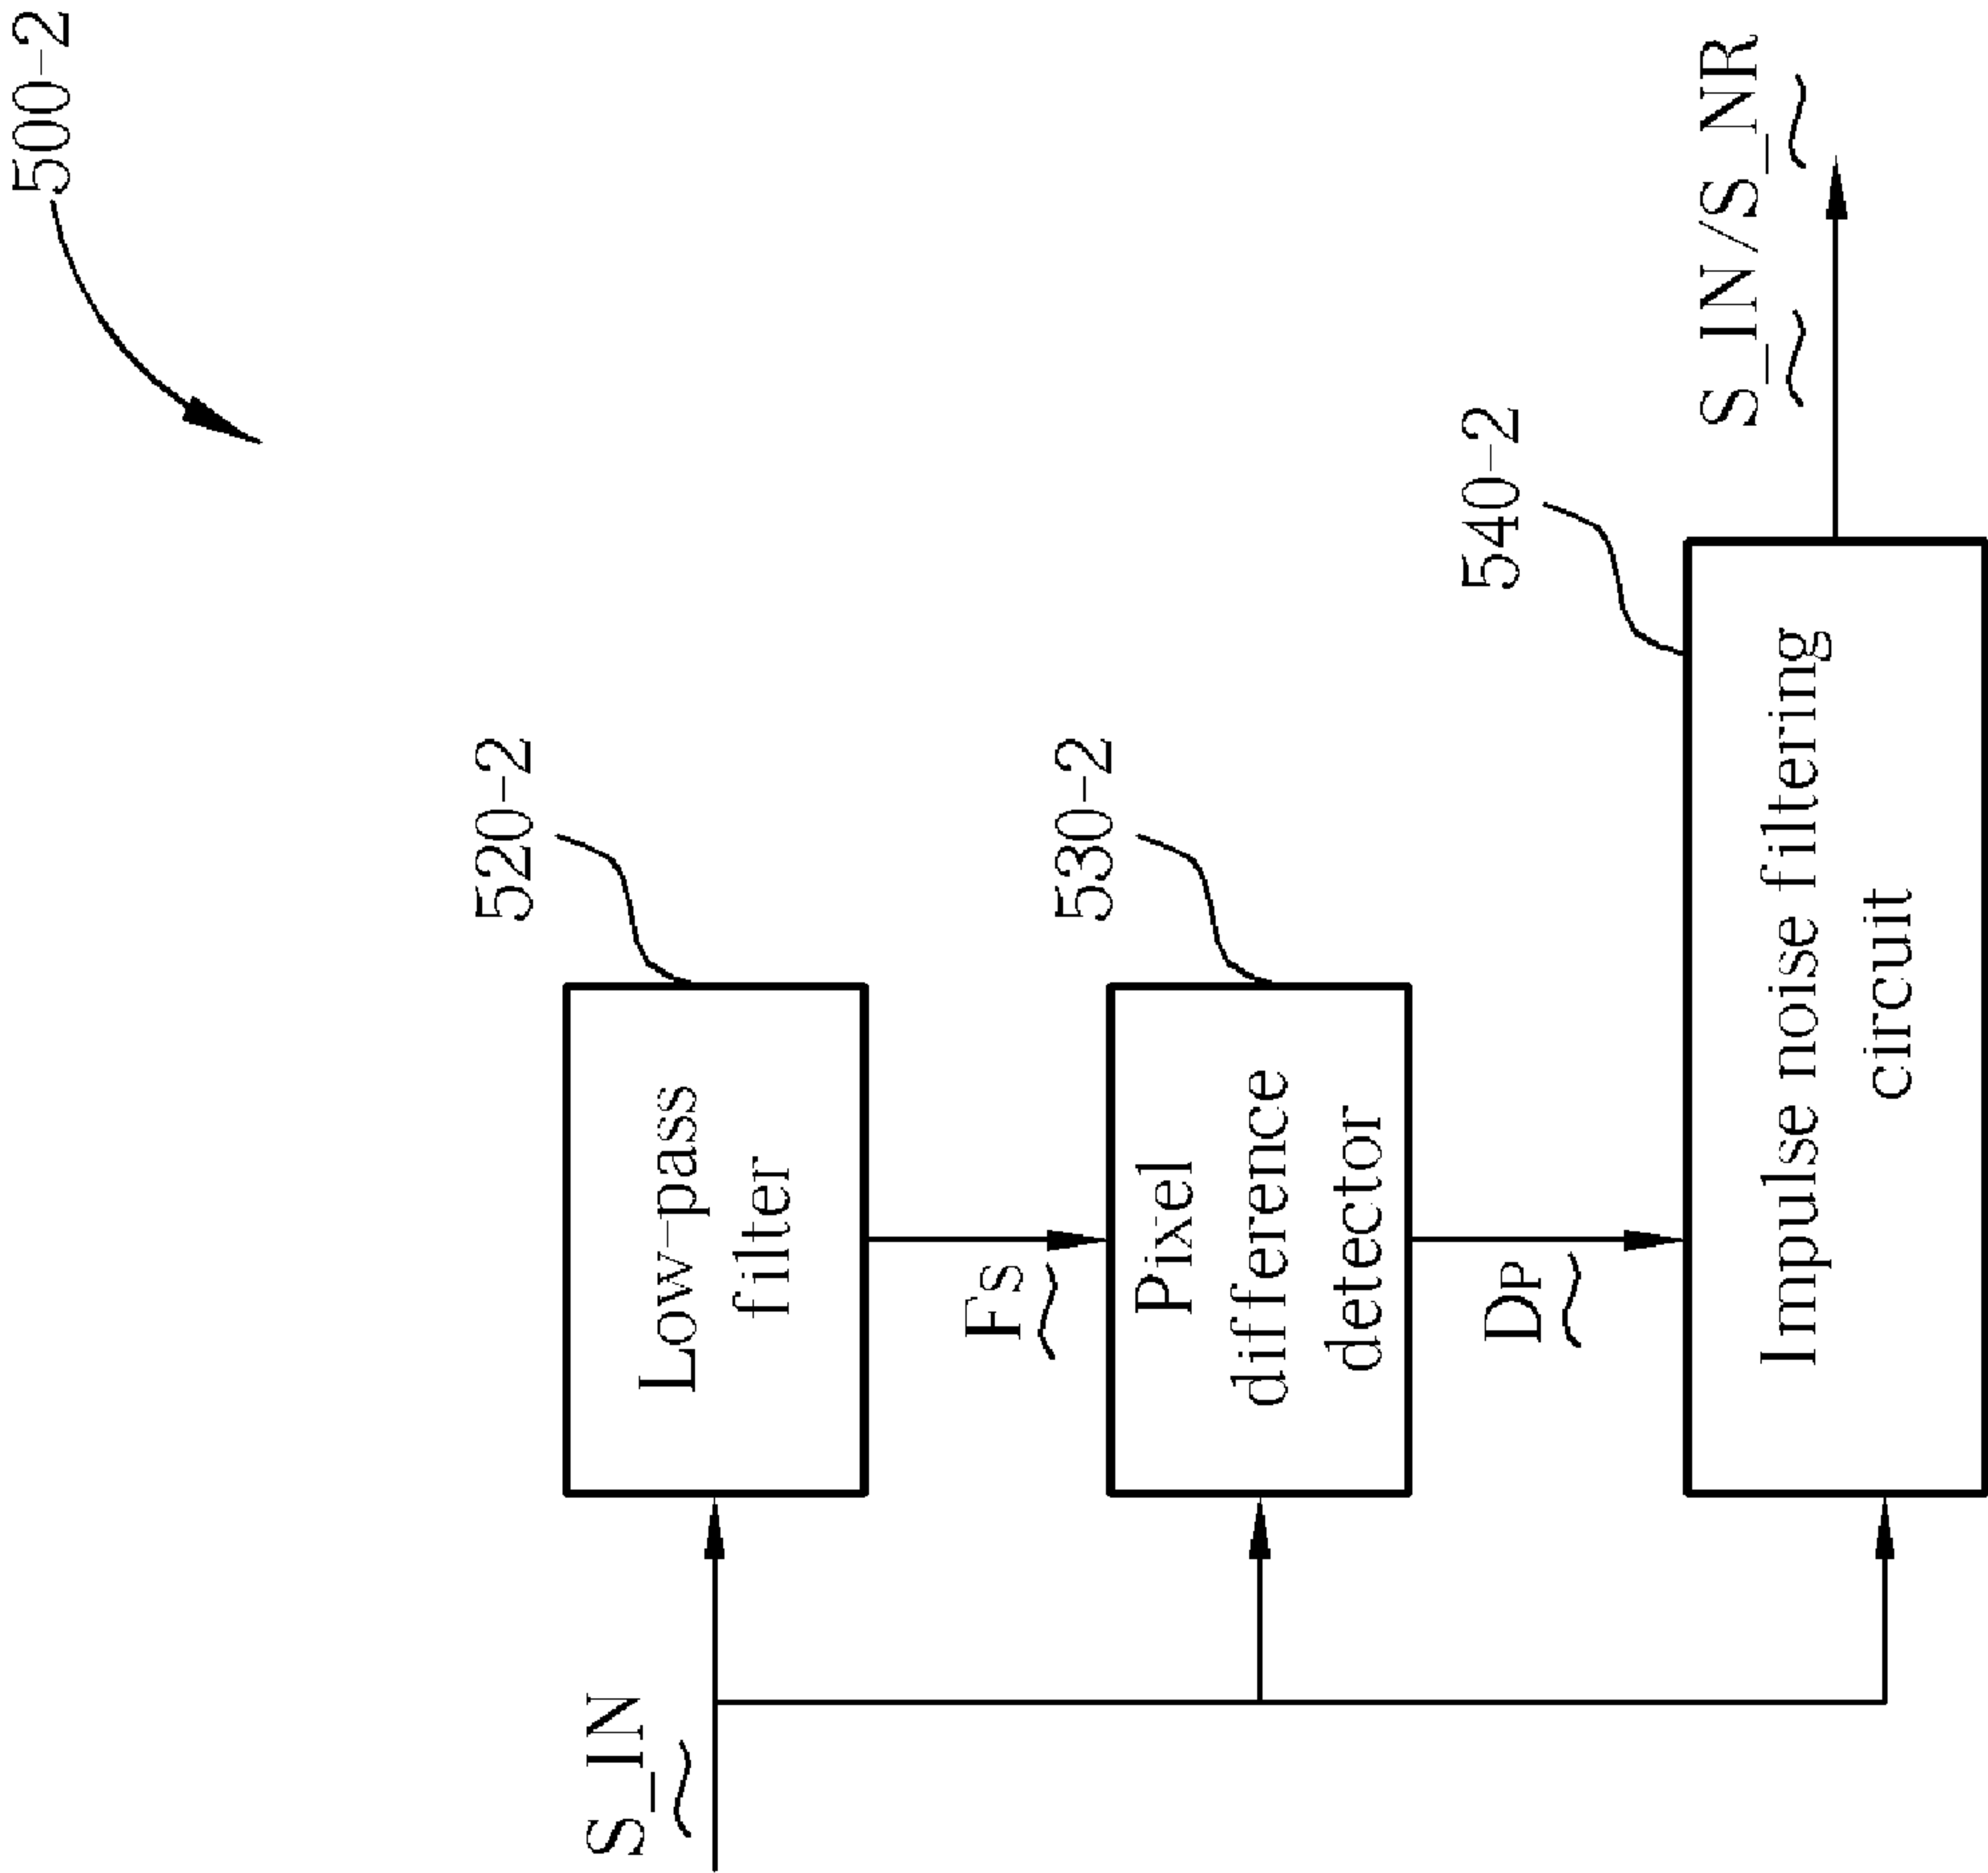 500-2
S_IN
520-2
Low-pass
filter
Fs
530-2
Pixel
difference
detector
DP
540-2
Impulse noise filtering
circuit
S_IN/S_NR